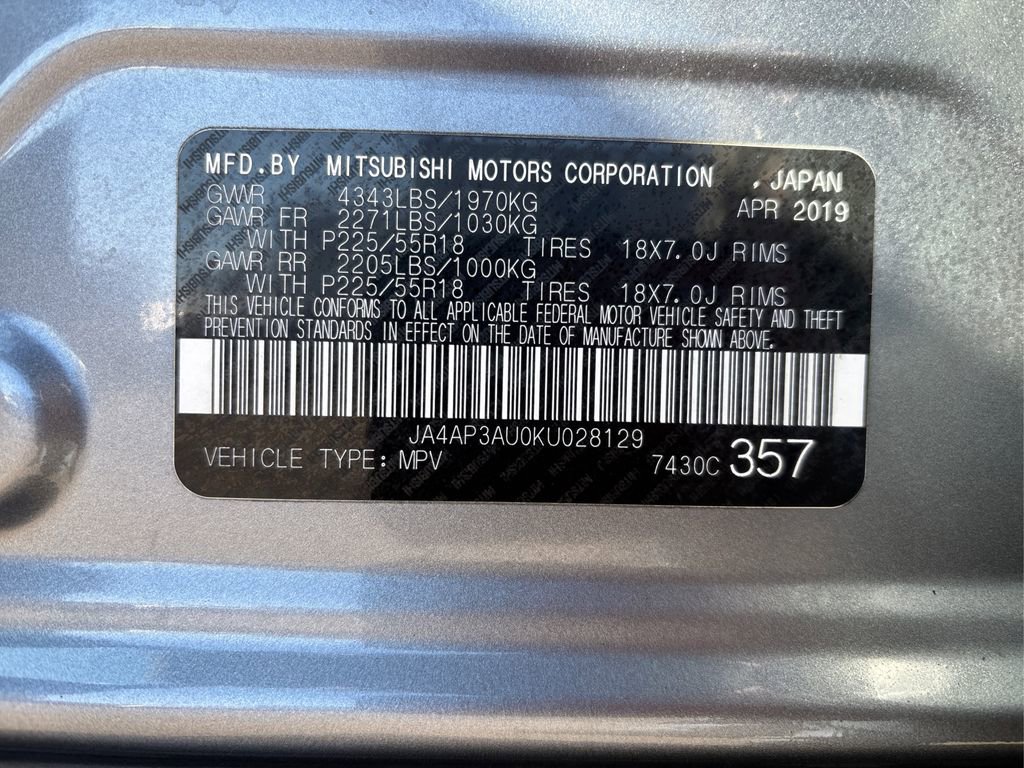 MFD.BY MITSUBISHI MOTORS CORPORATION , JAPAN
GVWR 4343LBS/1970KG APR 2019
GAWR FR 2271LBS/1030KG
WITH P225/55R18 TIRES 18X7.0J RIMS
GAWR RR 2205LBS/1000KG
WITH P225/55R18 TIRES 18X7.0J RIMS
THIS VEHICLE CONFORMS TO ALL APPLICABLE FEDERAL MOTOR VEHICLE SAFETY AND THEFT
PREVENTION STANDARDS IN EFFECT ON THE DATE OF MANUFACTURE SHOWN ABOVE.
JA4AP3AU0KU028129
VEHICLE TYPE: MPV 7430C 357